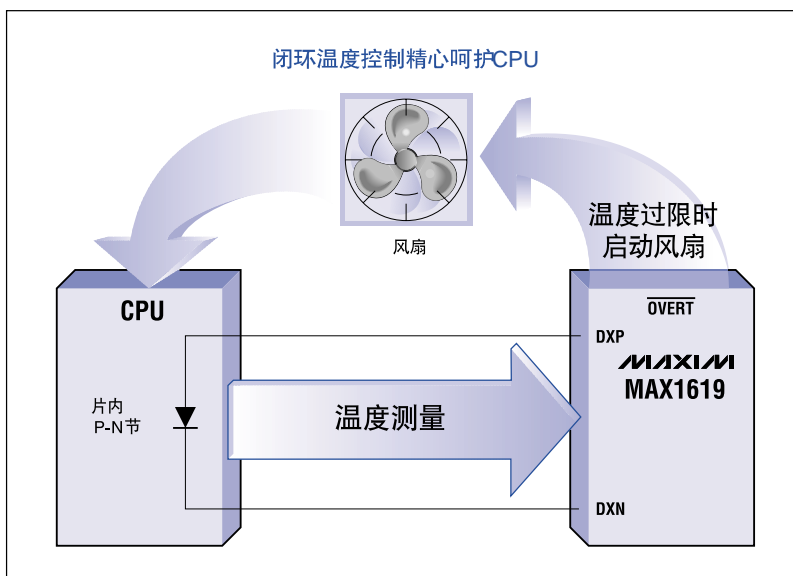 闭环温度控制精心呵护CPU
风扇
温度过限时
启动风扇
CPU
片内
P-N节
温度测量
OVERT
DXP
MAXIM
MAX1619
DXN